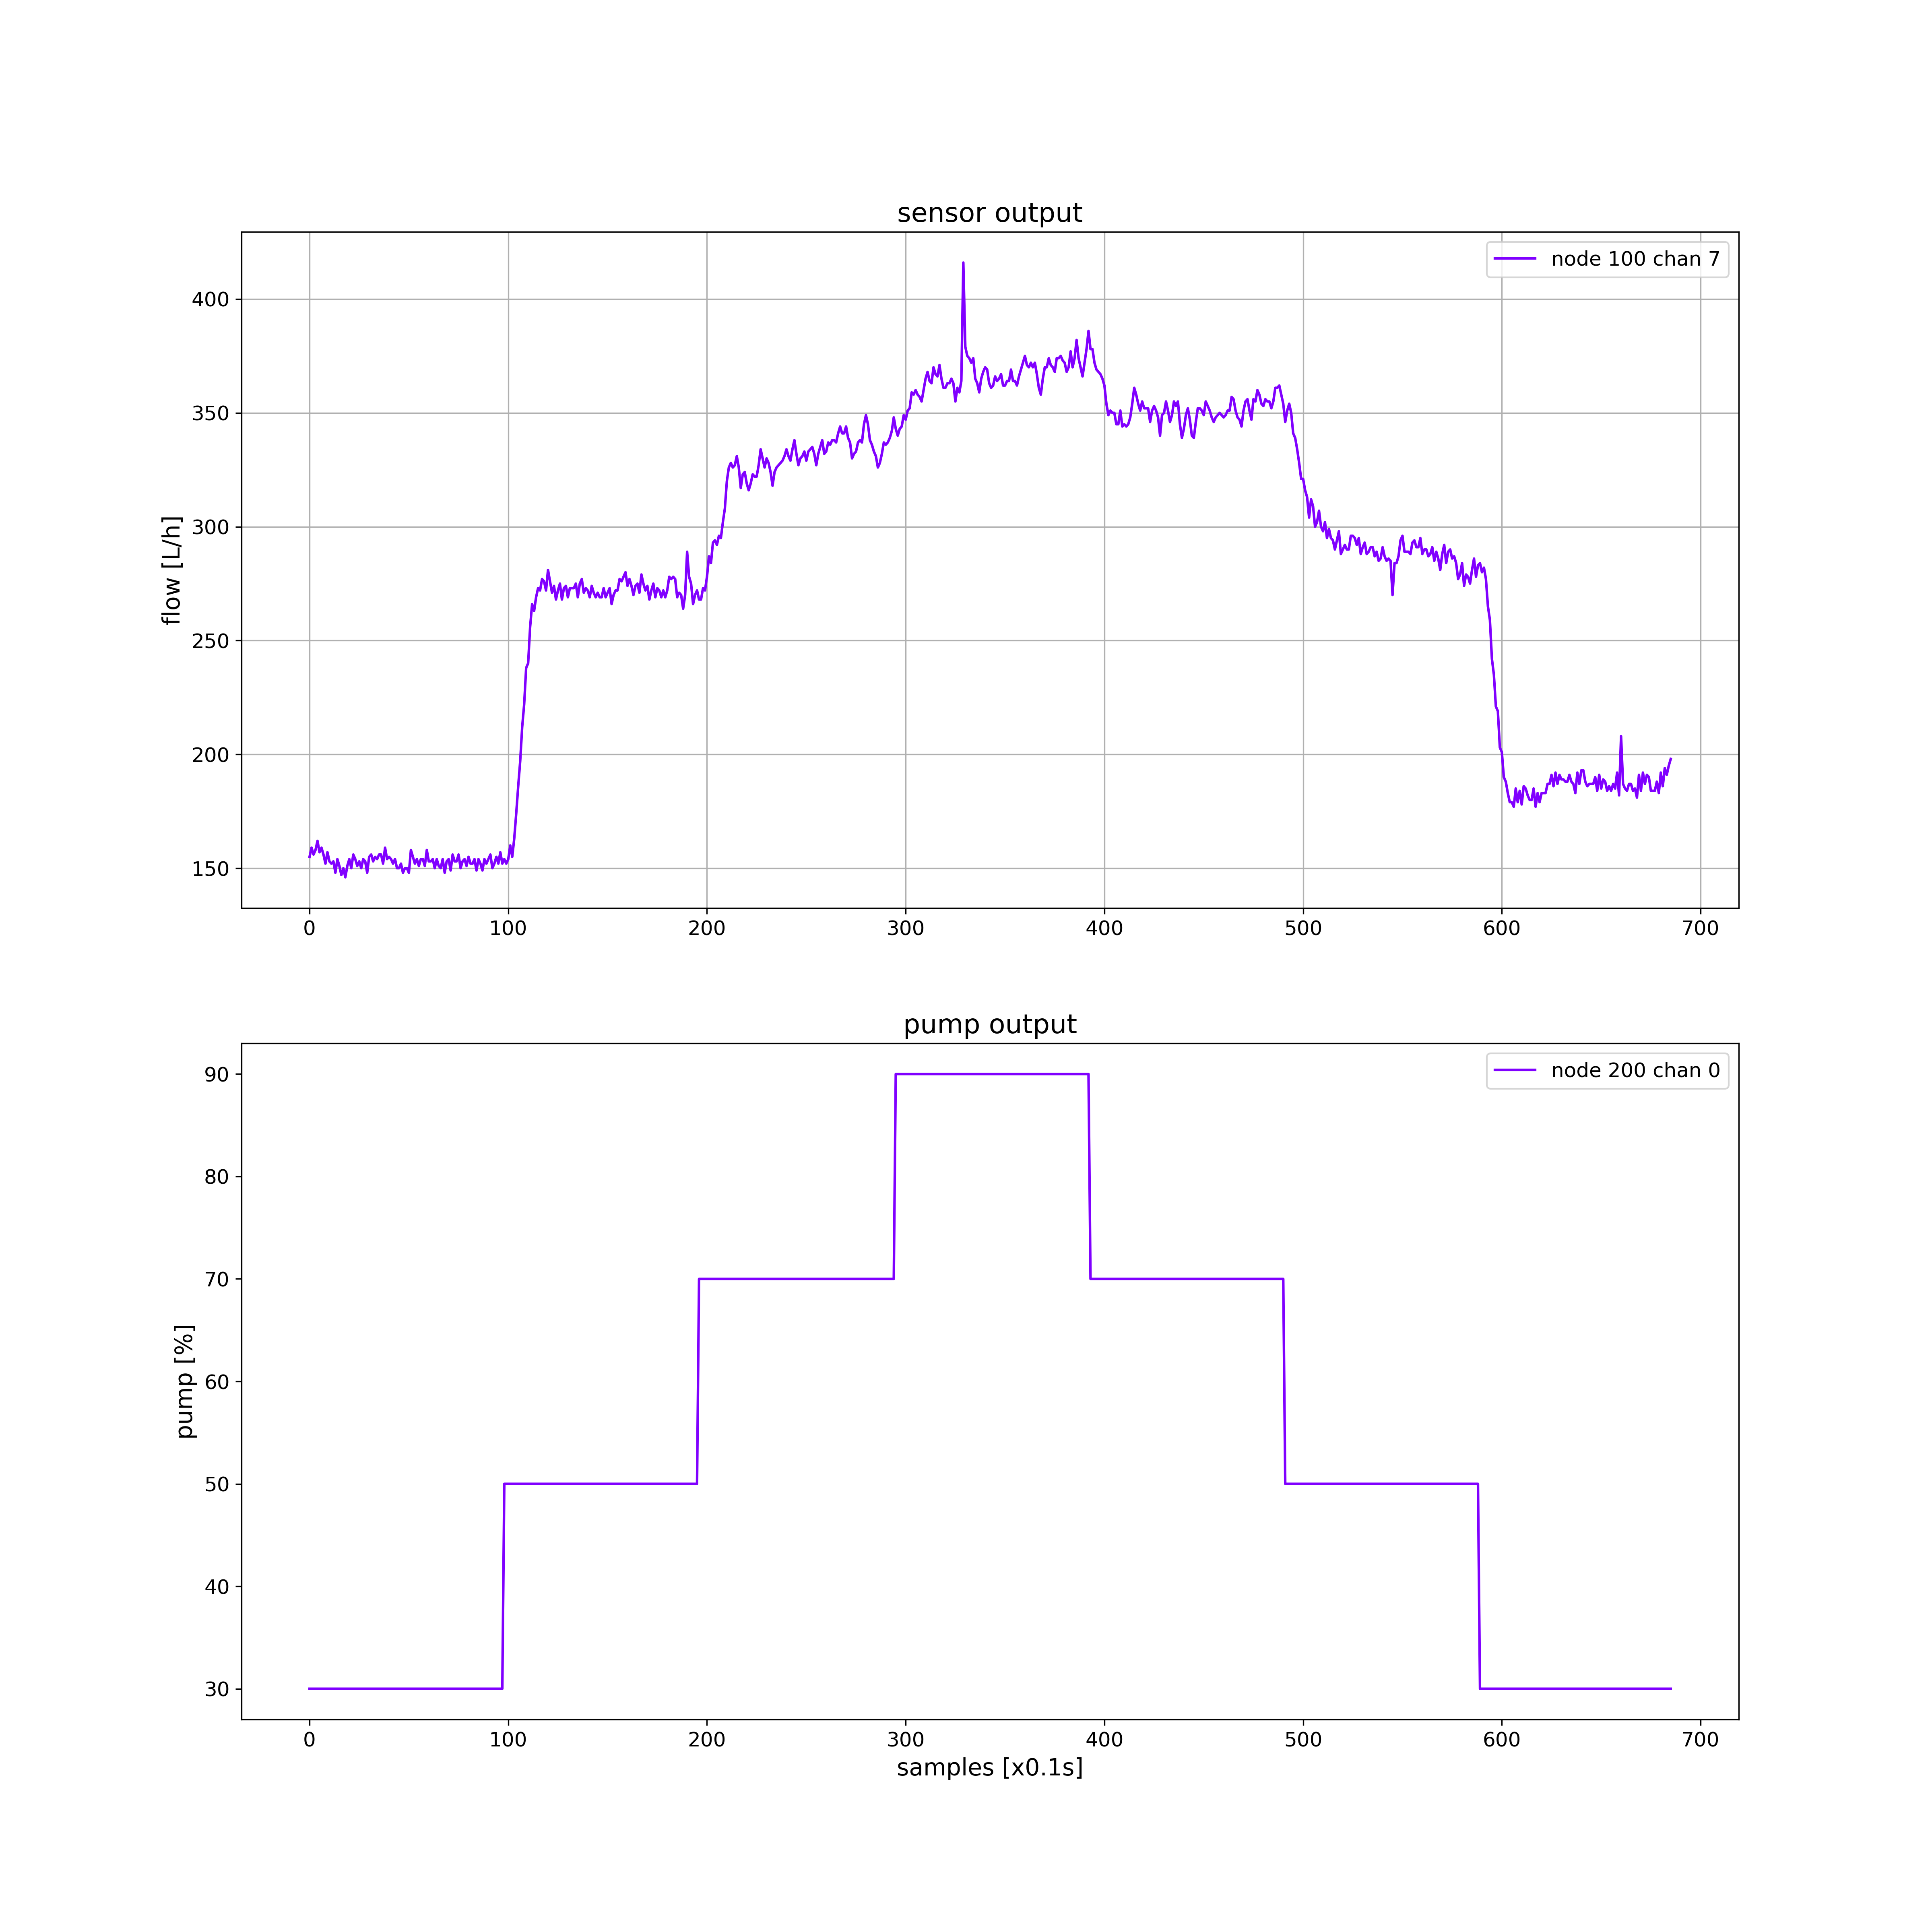 sensor output
node 100 chan 7
flow [L/h]
400
350
300
250
200
150
0 100 200 300 400 500 600 700
pump output
node 200 chan 0
pump [%]
90
80
70
60
50
40
30
0 100 200 300 400 500 600 700
samples [x0.1s]